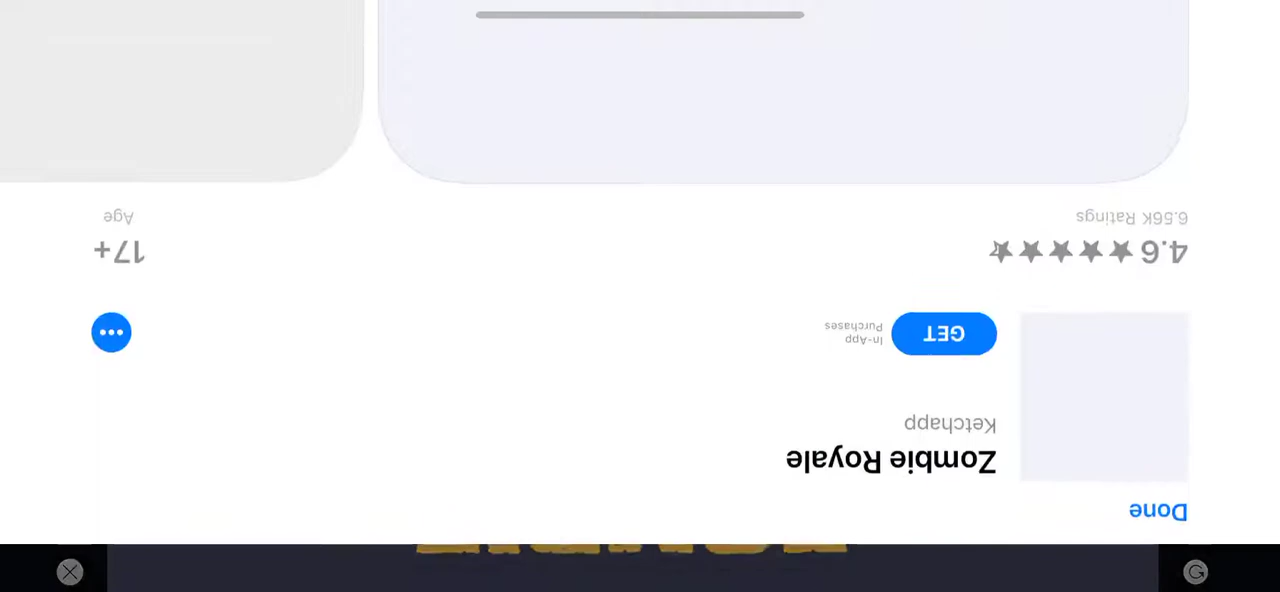 Done
Zombie Royale
Ketchapp
GET
In-App
Purchases
4.6
6.56K Ratings
17+
Age